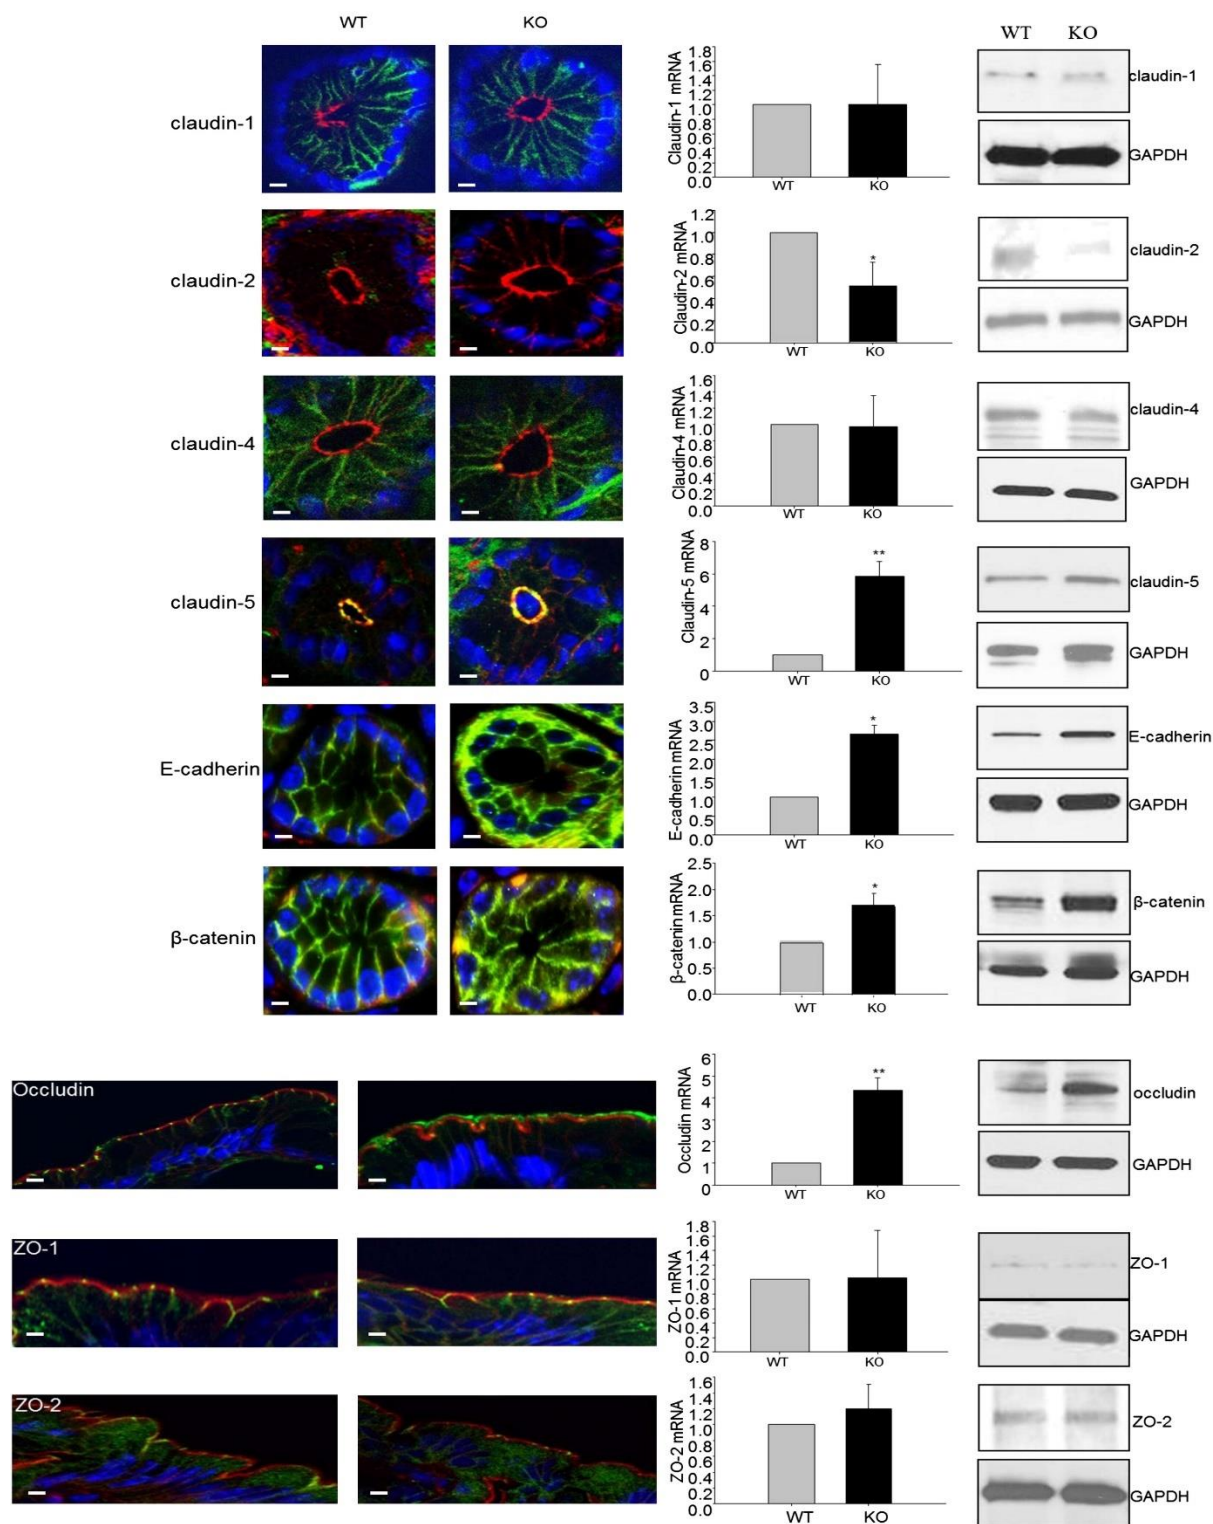 WT KO WT KO
claudin-1
Claudin-1 mRNA
1.8
1.6
1.4
1.2
1.0
0.8
0.6
0.4
0.2
0.0
WT KO
claudin-1
GAPDH
claudin-2
Claudin-2 mRNA
1.2
1.0
0.8
0.6
0.4
0.2
0.0
*
WT KO
claudin-2
GAPDH
claudin-4
Claudin-4 mRNA
1.6
1.4
1.2
1.0
0.8
0.6
0.4
0.2
0.0
WT KO
claudin-4
GAPDH
claudin-5
Claudin-5 mRNA
8
6
4
2
0
**
WT KO
claudin-5
GAPDH
E-cadherin
E-cadherin mRNA
3.5
3.0
2.5
2.0
1.5
1.0
0.5
0.0
*
WT KO
E-cadherin
GAPDH
β-catenin
β-catenin mRNA
2.5
2.0
1.5
1.0
0.5
0.0
*
WT KO
β-catenin
GAPDH
Occludin
Occludin mRNA
6
5
4
3
2
1
0
**
WT KO
occludin
GAPDH
ZO-1
ZO-1 mRNA
1.8
1.6
1.4
1.2
1.0
0.8
0.6
0.4
0.2
0.0
WT KO
ZO-1
GAPDH
ZO-2
ZO-2 mRNA
1.6
1.4
1.2
1.0
0.8
0.6
0.4
0.2
0.0
WT KO
ZO-2
GAPDH